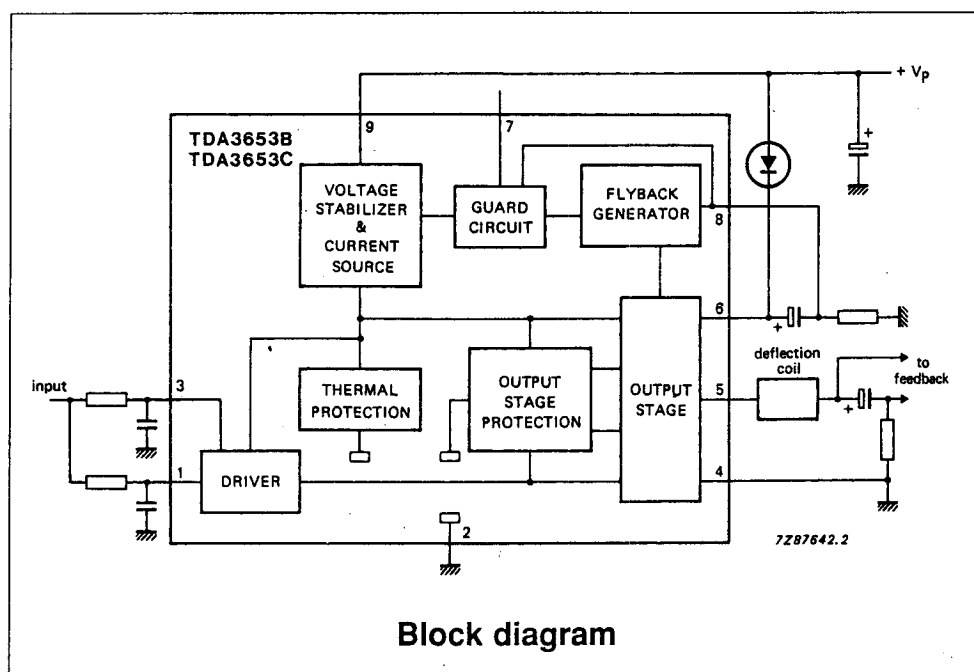 + Vp
9
7
TDA3653B
TDA3653C
+
VOLTAGE
STABILIZER
&
CURRENT
SOURCE
GUARD
CIRCUIT
FLYBACK
GENERATOR
8
6
+
deflection
coil
to
feedback
input
3
THERMAL
PROTECTION
OUTPUT
STAGE
PROTECTION
OUTPUT
STAGE
5
+
1
DRIVER
4
2
7Z87642.2
Block diagram